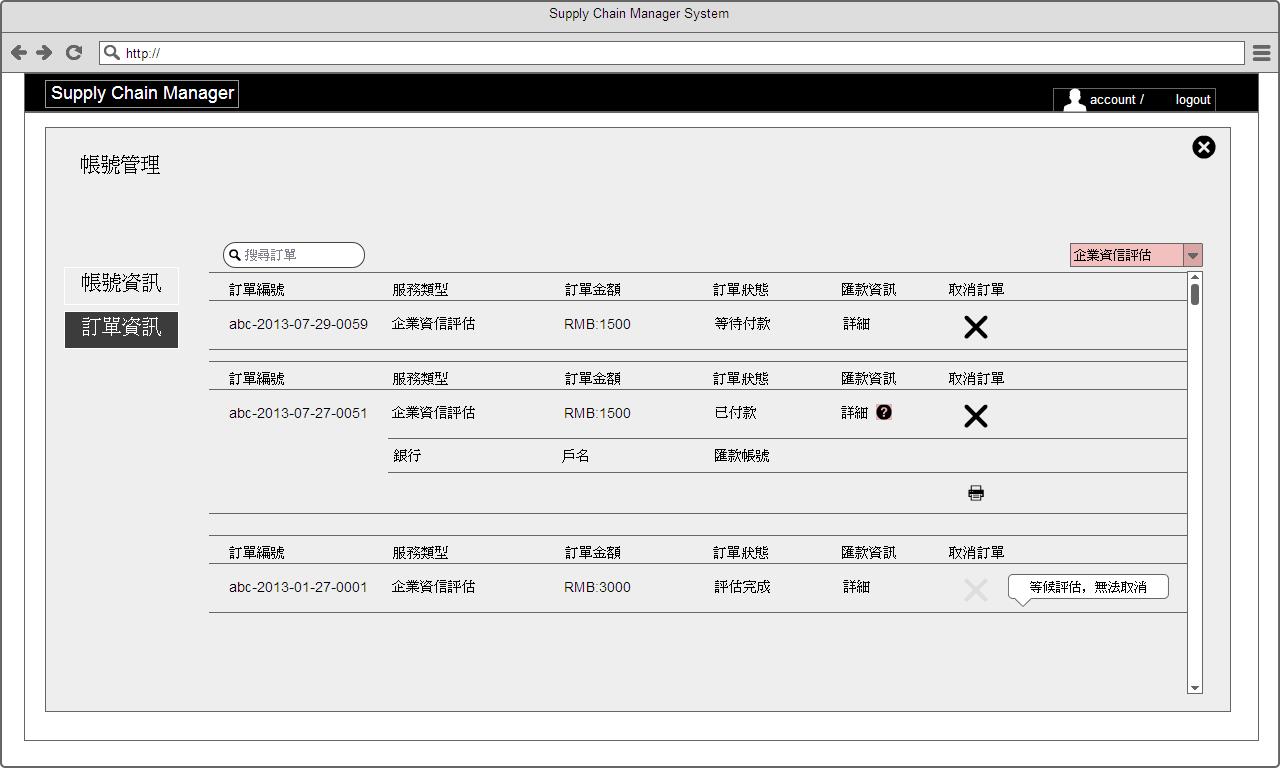 Supply Chain Manager System
http://
Supply Chain Manager
account / logout
帳號管理
搜尋訂單
企業資信評估
帳號資訊
訂單資訊
訂單編號 服務類型 訂單金額 訂單狀態 匯款資訊 取消訂單
abc-2013-07-29-0059 企業資信評估 RMB:1500 等待付款 詳細
訂單編號 服務類型 訂單金額 訂單狀態 匯款資訊 取消訂單
abc-2013-07-27-0051 企業資信評估 RMB:1500 已付款 詳細 ?
銀行 戶名 匯款帳號
訂單編號 服務類型 訂單金額 訂單狀態 匯款資訊 取消訂單
abc-2013-01-27-0001 企業資信評估 RMB:3000 評估完成 詳細 等候評估，無法取消